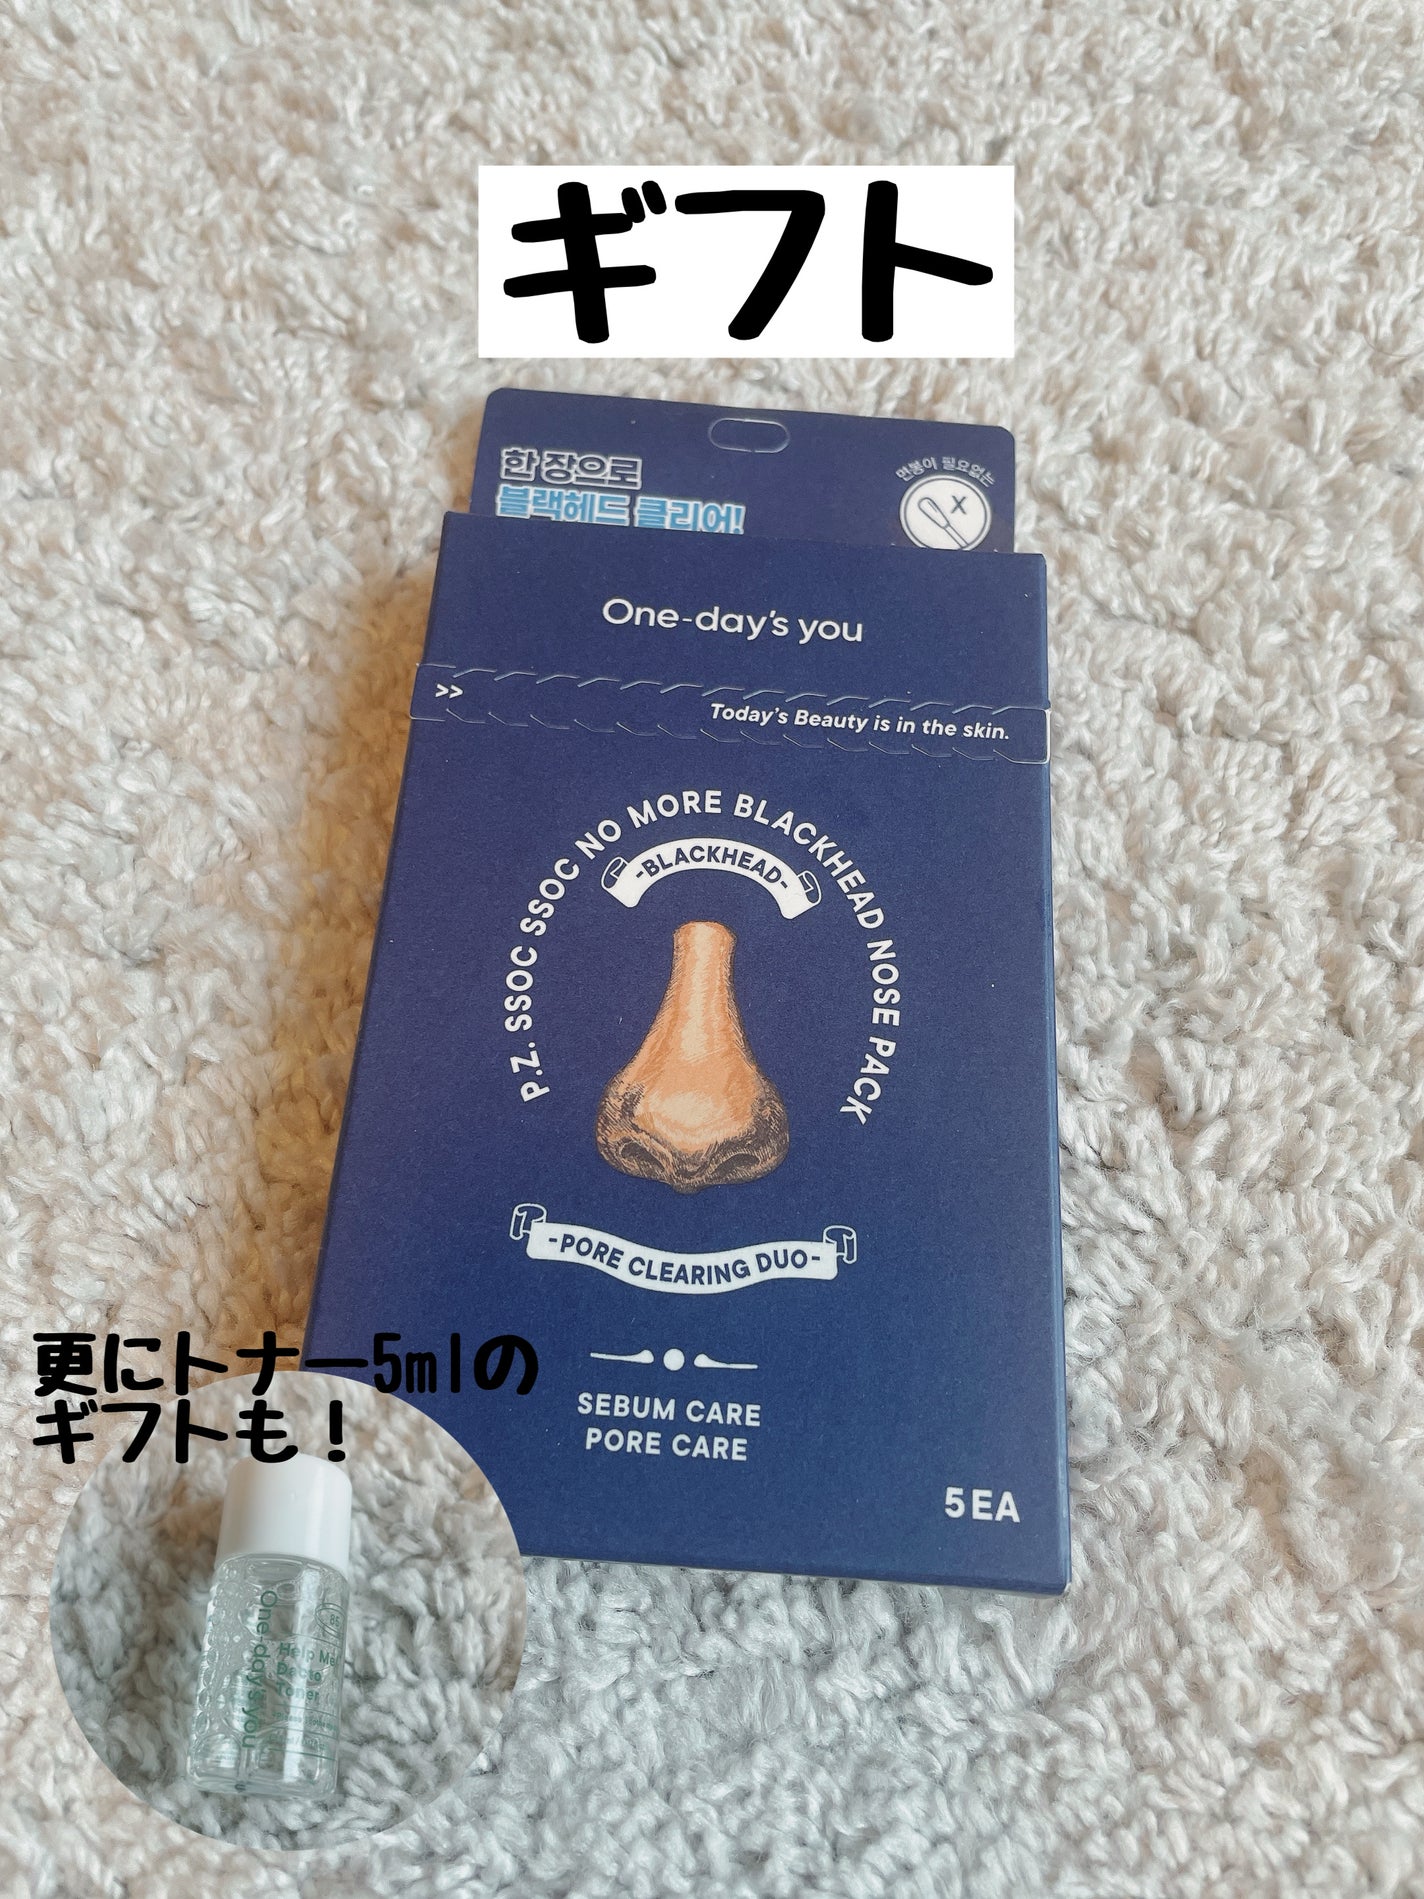 ギフト
한 장으로
블랙헤드 클리어!
면봉이 필요없는
One-day's you
>>
Today's Beauty is in the skin.
P.Z. SSOC SSOC NO MORE BLACKHEAD NOSE PACK
-BLACKHEAD-
-PORE CLEARING DUO-
SEBUM CARE
PORE CARE
5EA
更にトナー5mlの
ギフトも！
One-day's you
Help Me!
Dacto
Toner